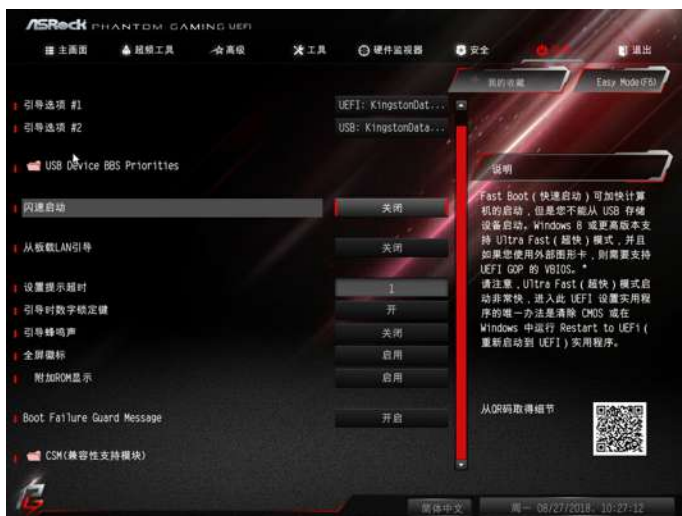 ASRock PHANTOM GAMING UEFI
主画面 超频工具 高级 工具 硬件监视器 安全 退出
我的收藏 Easy Mode(F6)
引导选项 #1 UEFI: KingstonDat...
引导选项 #2 USB: KingstonData...
USB Device BBS Priorities
闪速启动 关闭
从板载LAN引导 关闭
设置提示超时 1
引导时数字锁定键 开
引导蜂鸣声 关闭
全屏徽标 启用
附加ROM显示 启用
Boot Failure Guard Message 开启
CSM(兼容性支持模块)
说明
Fast Boot ( 快速启动 ) 可加快计算
机的启动 , 但是您不能从 USB 存储
设备启动。Windows 8 或更高版本支
持 Ultra Fast ( 超快 ) 模式 , 并且
如果您使用外部图形卡 , 则需要支持
UEFI GOP 的 VBIOS。 *
请注意 , Ultra Fast ( 超快 ) 模式启
动非常快 , 进入此 UEFI 设置实用程
序的唯一办法是清除 CMOS 或在
Windows 中运行 Restart to UEFI (
重新启动到 UEFI ) 实用程序。
从QR码取得细节
简体中文 周一 08/27/2018, 10:27:12